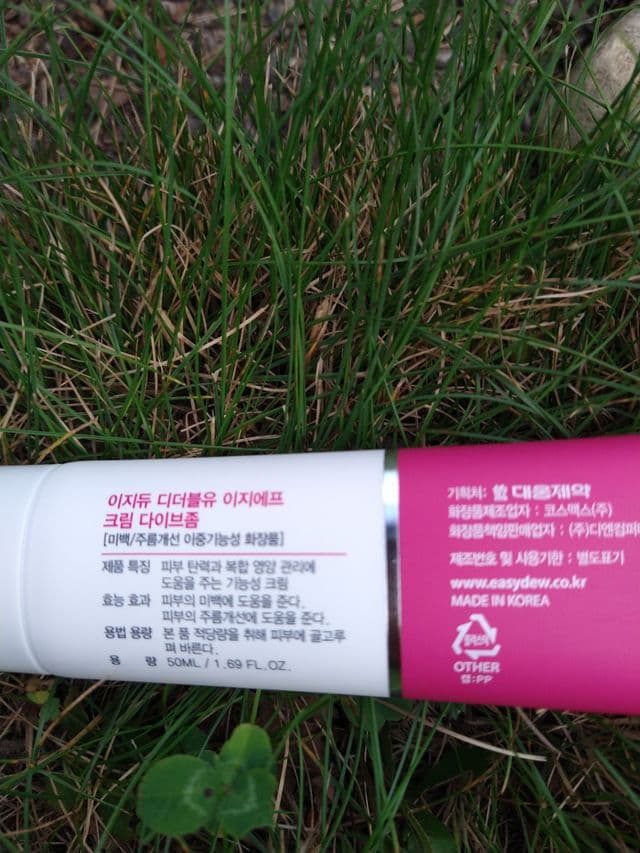 이지듀 디더블유 이지에프
크림 다이브좀
[미백/주름개선 이중기능성 화장품]
제품 특징 피부 탄력과 복합 영양 관리에
도움을 주는 기능성 크림
효능 효과 피부의 미백에 도움을 준다.
피부의 주름개선에 도움을 준다.
용법 용량 본 품 적당량을 취해 피부에 골고루
펴 바른다.
용 량 50ML / 1.69 FL.OZ.
기획처: 대웅제약
화장품제조업자 : 코스맥스(주)
화장품책임판매업자 : (주)디엔컴퍼니
제조번호 및 사용기한 : 별도표기
www.easydew.co.kr
MADE IN KOREA
플라스틱
OTHER
캡:PP